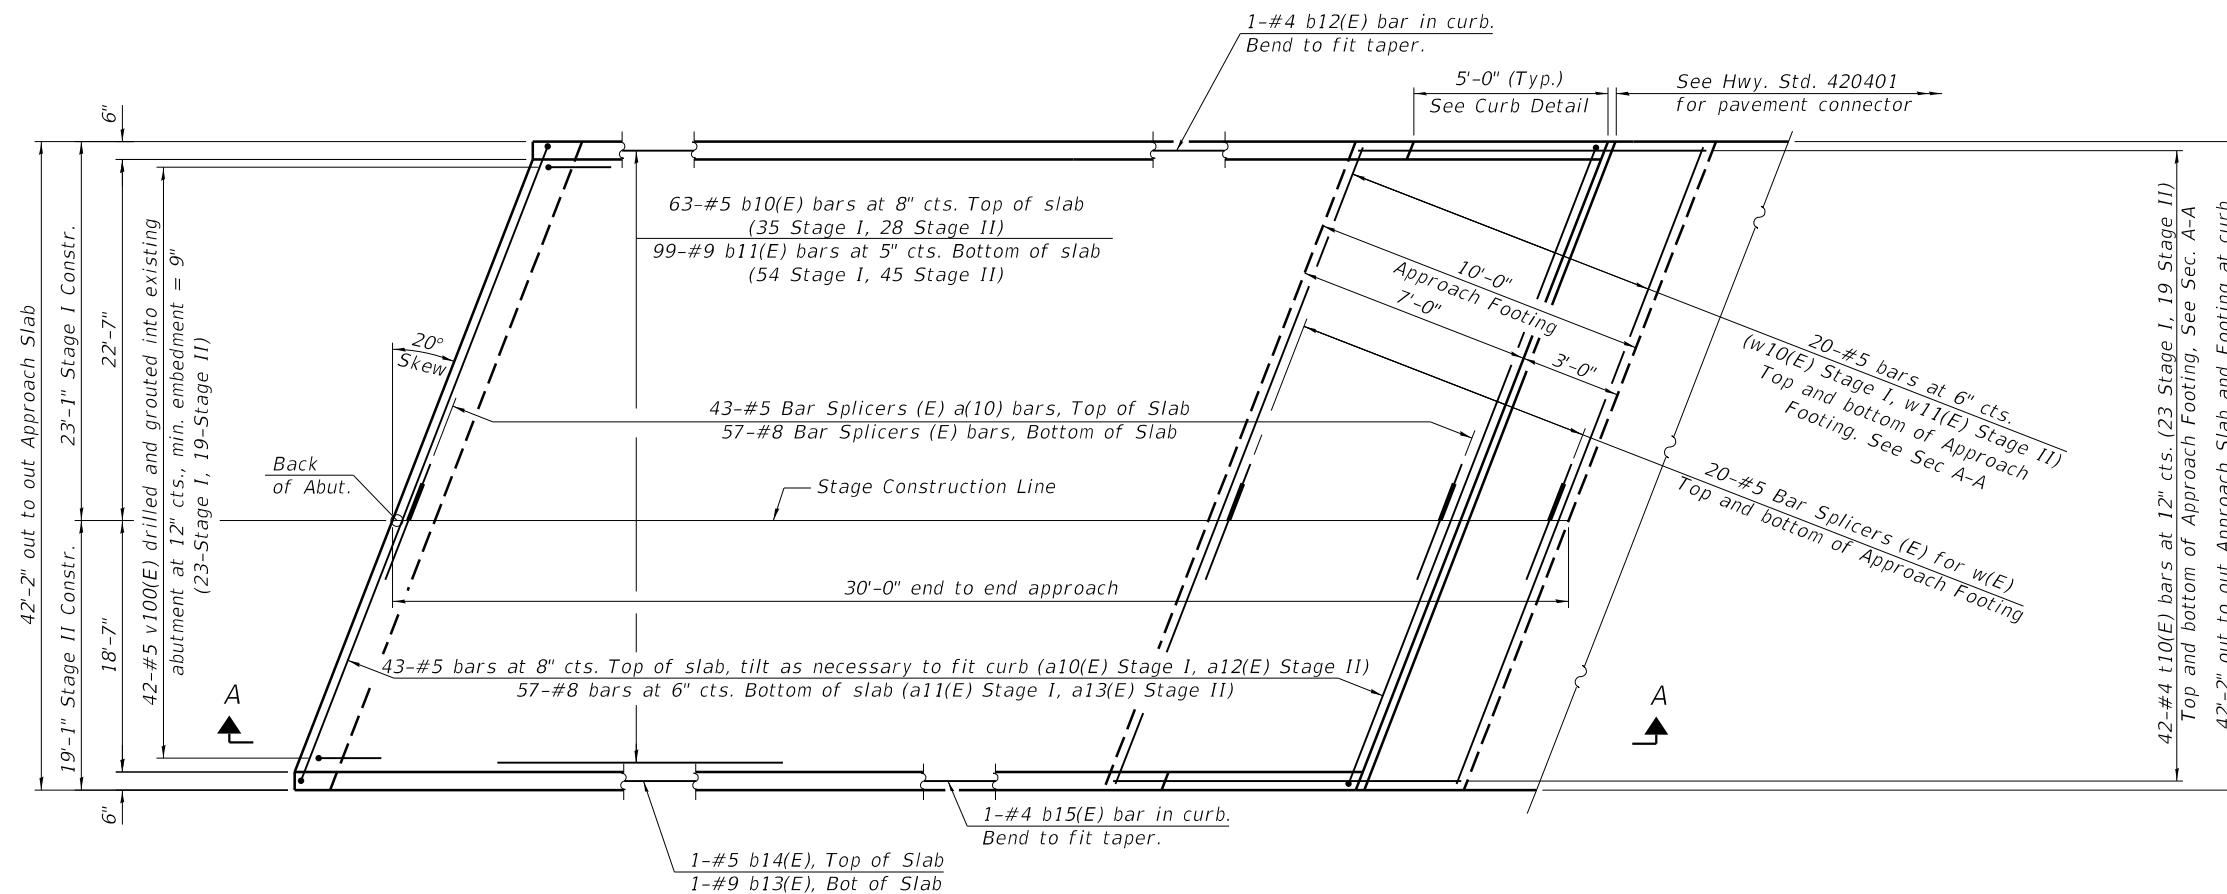 1-#4 b12(E) bar in curb.
Bend to fit taper.
5'-0" (Typ.)
See Curb Detail
See Hwy. Std. 420401
for pavement connector
6"
42'-2" out to out Approach Slab
23'-1" Stage I Constr.
19'-1" Stage II Constr.
22'-7"
18'-7"
6"
42-#5 v100(E) drilled and grouted into existing
abutment at 12" cts., min. embedment = 9"
(23-Stage I, 19-Stage II)
63-#5 b10(E) bars at 8" cts. Top of slab
(35 Stage I, 28 Stage II)
99-#9 b11(E) bars at 5" cts. Bottom of slab
(54 Stage I, 45 Stage II)
20°
Skew
10'-0"
Approach Footing
7'-0"
3'-0"
20-#5 bars at 6" cts.
(w10(E) Stage I, w11(E) Stage II)
Top and bottom of Approach
Footing. See Sec A-A
43-#5 Bar Splicers (E) a(10) bars, Top of Slab
57-#8 Bar Splicers (E) bars, Bottom of Slab
Back
of Abut.
Stage Construction Line
20-#5 Bar Splicers (E) for w(E)
Top and bottom of Approach Footing
30'-0" end to end approach
43-#5 bars at 8" cts. Top of slab, tilt as necessary to fit curb (a10(E) Stage I, a12(E) Stage II)
57-#8 bars at 6" cts. Bottom of slab (a11(E) Stage I, a13(E) Stage II)
A
A
1-#4 b15(E) bar in curb.
Bend to fit taper.
1-#5 b14(E), Top of Slab
1-#9 b13(E), Bot of Slab
42-#4 t10(E) bars at 12" cts.(23 Stage I, 19 Stage II)
Top and bottom of Approach Footing, See Sec. A-A
42'-2" out to out Approach Slab and Footing at curb